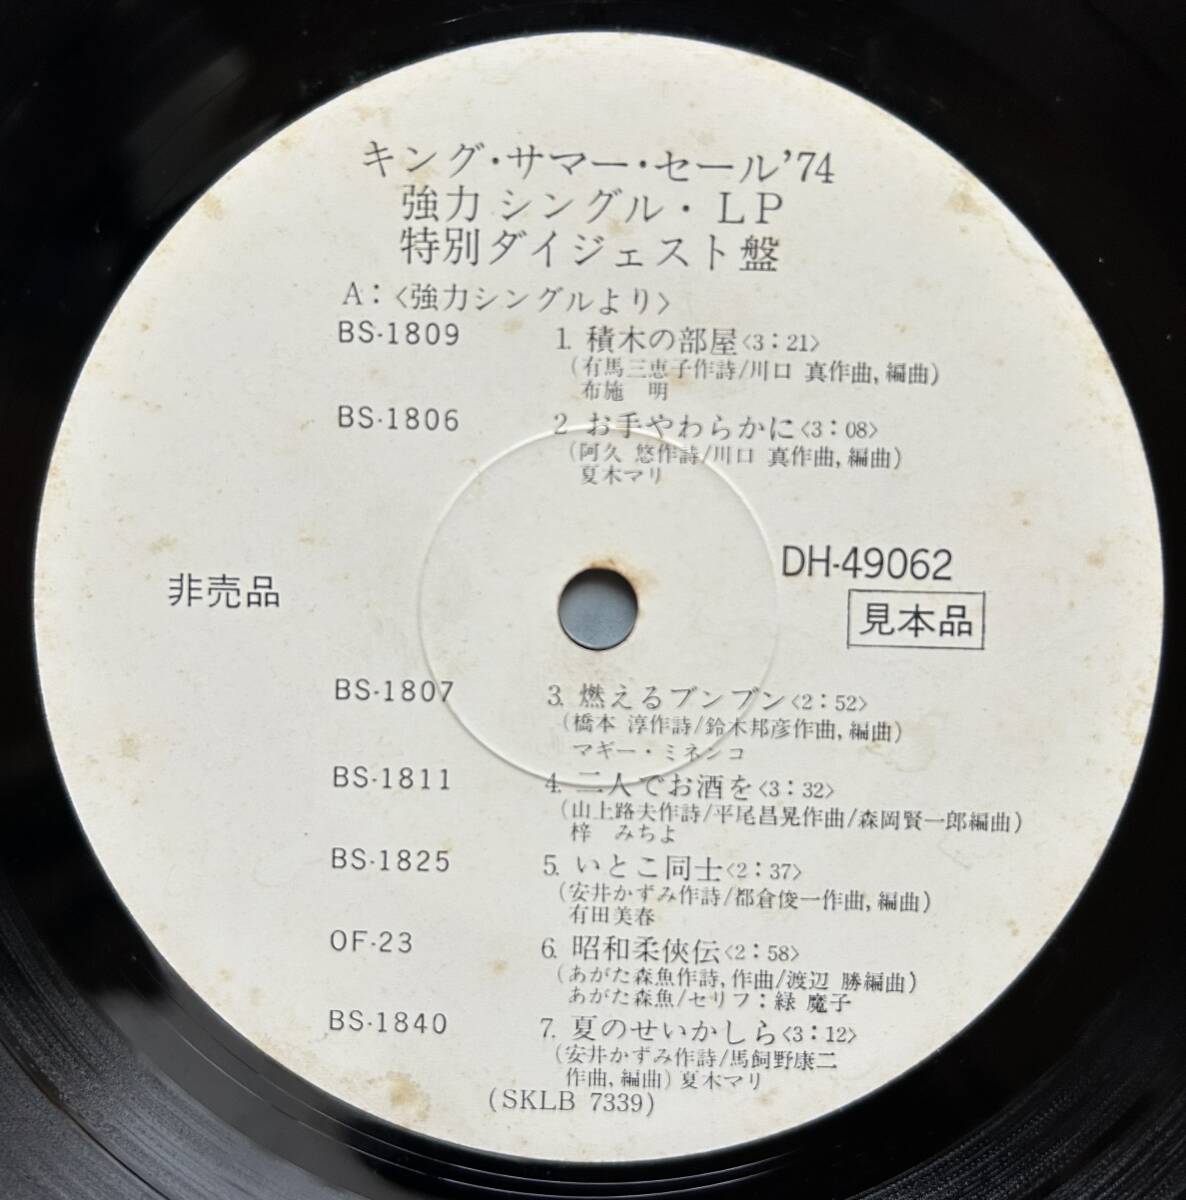 キング・サマー・セール’74
強力シングル・LP
特別ダイジェスト盤
A:〈強力シングルより〉
BS-1809 1. 積木の部屋〈3:21〉
(有馬三恵子作詩/川口 真作曲,編曲)
布施 明
BS-1806 2. お手やわらかに〈3:08〉
(阿久 悠作詩/川口 真作曲,編曲)
夏木マリ
DH-49062
非売品
見本品
BS-1807 3. 燃えるブンブン〈2:52〉
(橋本 淳作詩/鈴木邦彦作曲,編曲)
マギー・ミネンコ
BS-1811 4. 二人でお酒を〈3:32〉
(山上路夫作詩/平尾昌晃作曲/森岡賢一郎編曲)
梓 みちよ
BS-1825 5. いとこ同士〈2:37〉
(安井かずみ作詩/都倉俊一作曲,編曲)
有田美春
OF-23 6. 昭和柔俠伝〈2:58〉
(あがた森魚作詩,作曲/渡辺 勝編曲)
あがた森魚/セリフ:緑 魔子
BS-1840 7. 夏のせいかしら〈3:12〉
(安井かずみ作詩/馬飼野康二
作曲,編曲) 夏木マリ
(SKLB 7339)